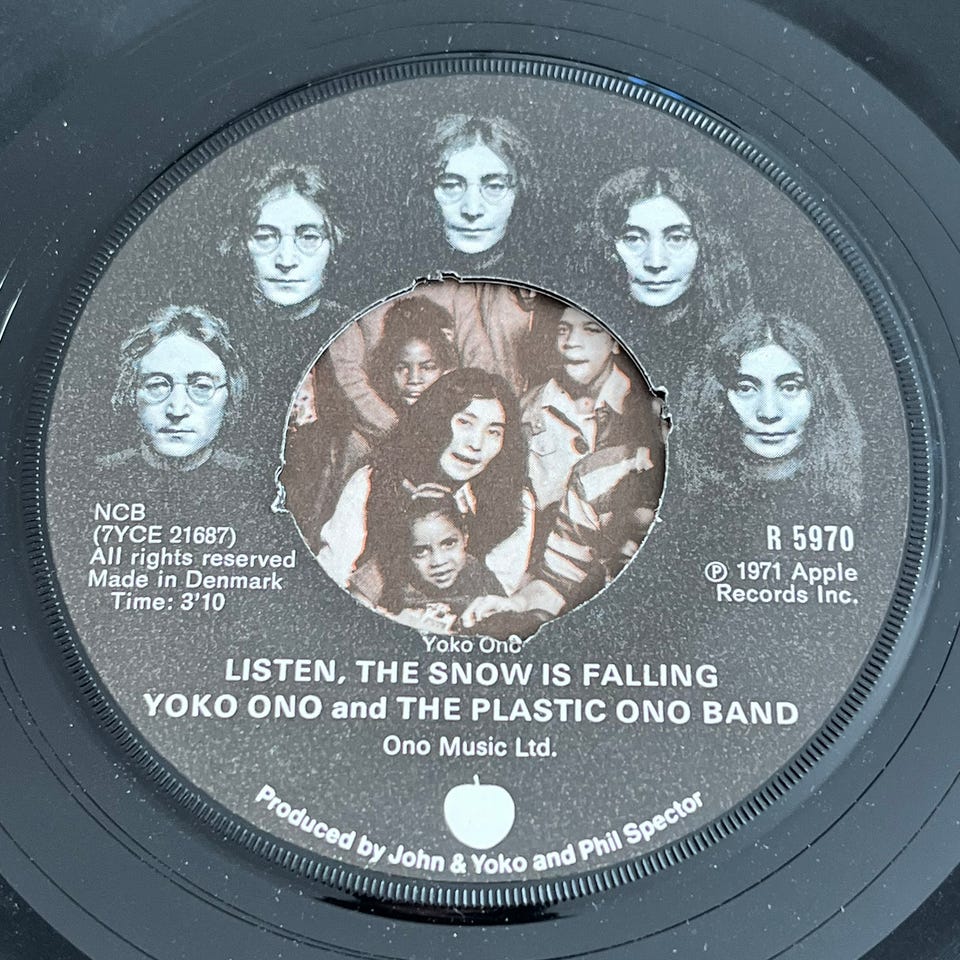 NCB
(7YCE 21687)
All rights reserved
Made in Denmark
Time: 3'10
R 5970
℗ 1971 Apple
Records Inc.
Yoko Ono
LISTEN, THE SNOW IS FALLING
YOKO ONO and THE PLASTIC ONO BAND
Ono Music Ltd.
Produced by John & Yoko and Phil Spector